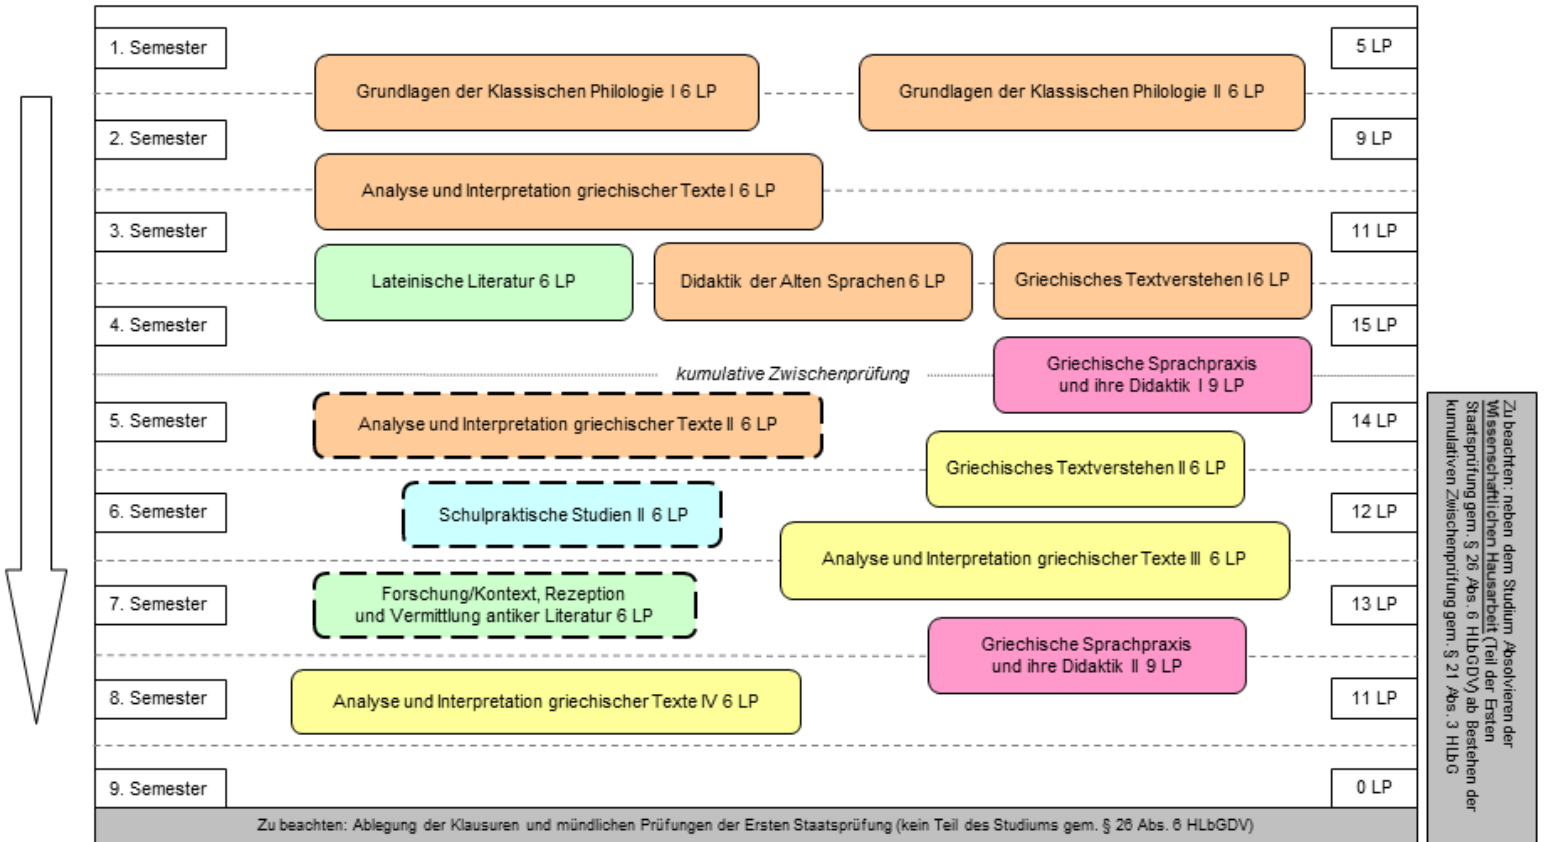 1. Semester
5 LP
Grundlagen der Klassischen Philologie I 6 LP
Grundlagen der Klassischen Philologie II 6 LP
2. Semester
9 LP
Analyse und Interpretation griechischer Texte I 6 LP
3. Semester
11 LP
Lateinische Literatur 6 LP
Didaktik der Alten Sprachen 6 LP
Griechisches Textverstehen I 6 LP
4. Semester
15 LP
kumulative Zwischenprüfung
Griechische Sprachpraxis
und ihre Didaktik I 9 LP
5. Semester
14 LP
Analyse und Interpretation griechischer Texte II 6 LP
Griechisches Textverstehen II 6 LP
6. Semester
12 LP
Schulpraktische Studien II 6 LP
Analyse und Interpretation griechischer Texte III 6 LP
7. Semester
13 LP
Forschung/Kontext, Rezeption
und Vermittlung antiker Literatur 6 LP
Griechische Sprachpraxis
und ihre Didaktik II 9 LP
8. Semester
11 LP
Analyse und Interpretation griechischer Texte IV 6 LP
9. Semester
0 LP
Zu beachten: Ablegung der Klausuren und mündlichen Prüfungen der Ersten Staatsprüfung (kein Teil des Studiums gem. § 26 Abs. 6 HLbGDV)
Zu beachten: neben dem Studium Absolvieren der
Wissenschaftlichen Hausarbeit (Teil der Ersten
Staatsprüfung gem. § 26 Abs. 6 HLbGDV) ab Bestehen der
kumulativen Zwischenprüfung gem. § 21 Abs. 3 HLbG